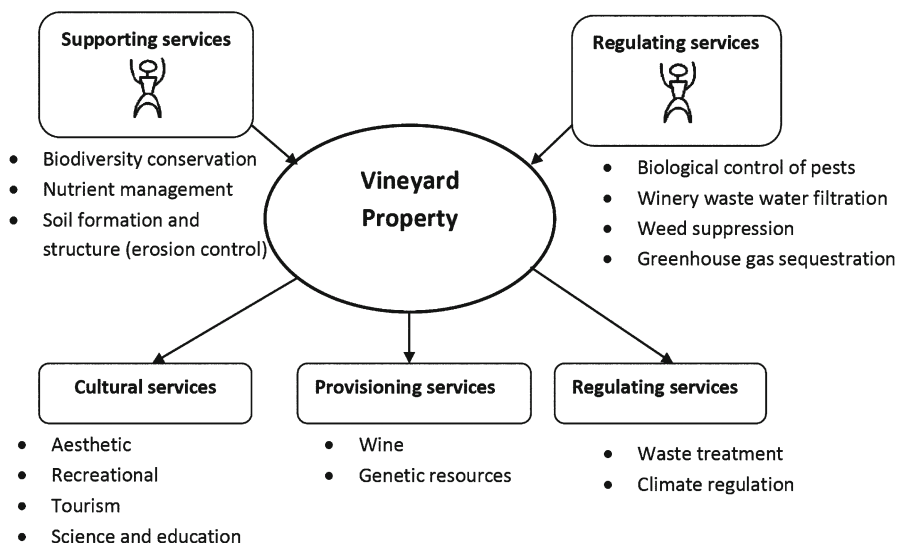 Supporting services
• Biodiversity conservation
• Nutrient management
• Soil formation and
structure (erosion control)
Regulating services
• Biological control of pests
• Winery waste water filtration
• Weed suppression
• Greenhouse gas sequestration
Vineyard
Property
Cultural services
• Aesthetic
• Recreational
• Tourism
• Science and education
Provisioning services
• Wine
• Genetic resources
Regulating services
• Waste treatment
• Climate regulation